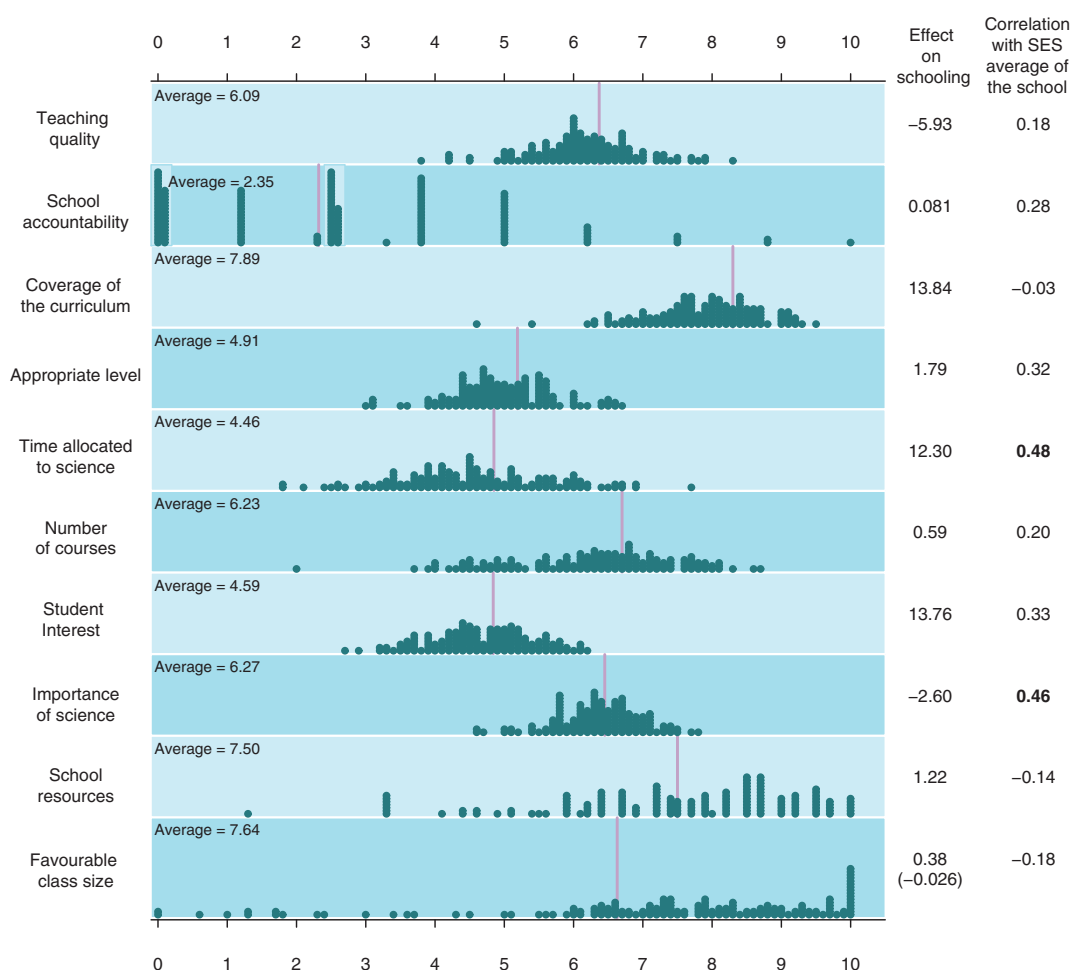 0 1 2 3 4 5 6 7 8 9 10
Effect
on
schooling
Correlation
with SES
average of
the school
Teaching
quality
Average = 6.09
−5.93
0.18
School
accountability
Average = 2.35
0.081
0.28
Coverage of
the curriculum
Average = 7.89
13.84
−0.03
Appropriate level
Average = 4.91
1.79
0.32
Time allocated
to science
Average = 4.46
12.30
0.48
Number
of courses
Average = 6.23
0.59
0.20
Student
Interest
Average = 4.59
13.76
0.33
Importance
of science
Average = 6.27
-2.60
0.46
School
resources
Average = 7.50
1.22
−0.14
Favourable
class size
Average = 7.64
0.38
(−0.026)
−0.18
0 1 2 3 4 5 6 7 8 9 10